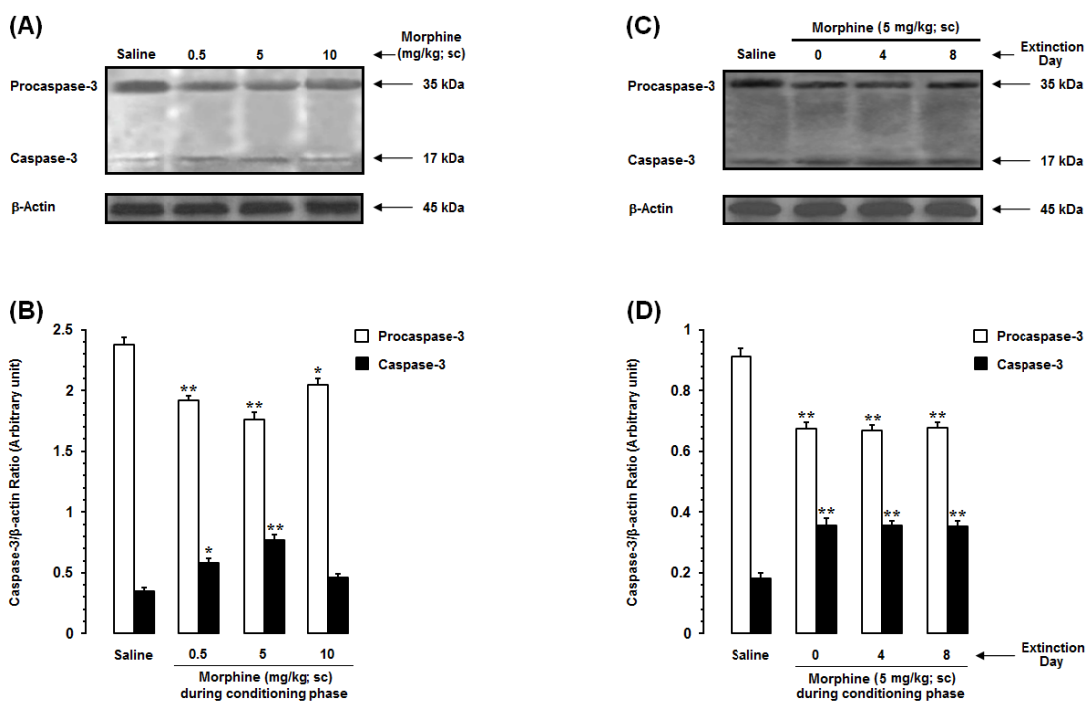 (A)
Saline 0.5 5 10 Morphine (mg/kg; sc)
Procaspase-3 35 kDa
Caspase-3 17 kDa
β-Actin 45 kDa
(C)
Morphine (5 mg/kg; sc)
Saline 0 4 8 Extinction Day
Procaspase-3 35 kDa
Caspase-3 17 kDa
β-Actin 45 kDa
(B)
Caspase-3/β-actin Ratio (Arbitrary unit)
2.5
2
1.5
1
0.5
0
Procaspase-3
Caspase-3
** ** *
* **
Saline 0.5 5 10
Morphine (mg/kg; sc)
during conditioning phase
(D)
Caspase-3/β-actin Ratio (Arbitrary unit)
1
0.8
0.6
0.4
0.2
0
Procaspase-3
Caspase-3
** ** **
** ** **
Saline 0 4 8 Extinction Day
Morphine (5 mg/kg; sc)
during conditioning phase